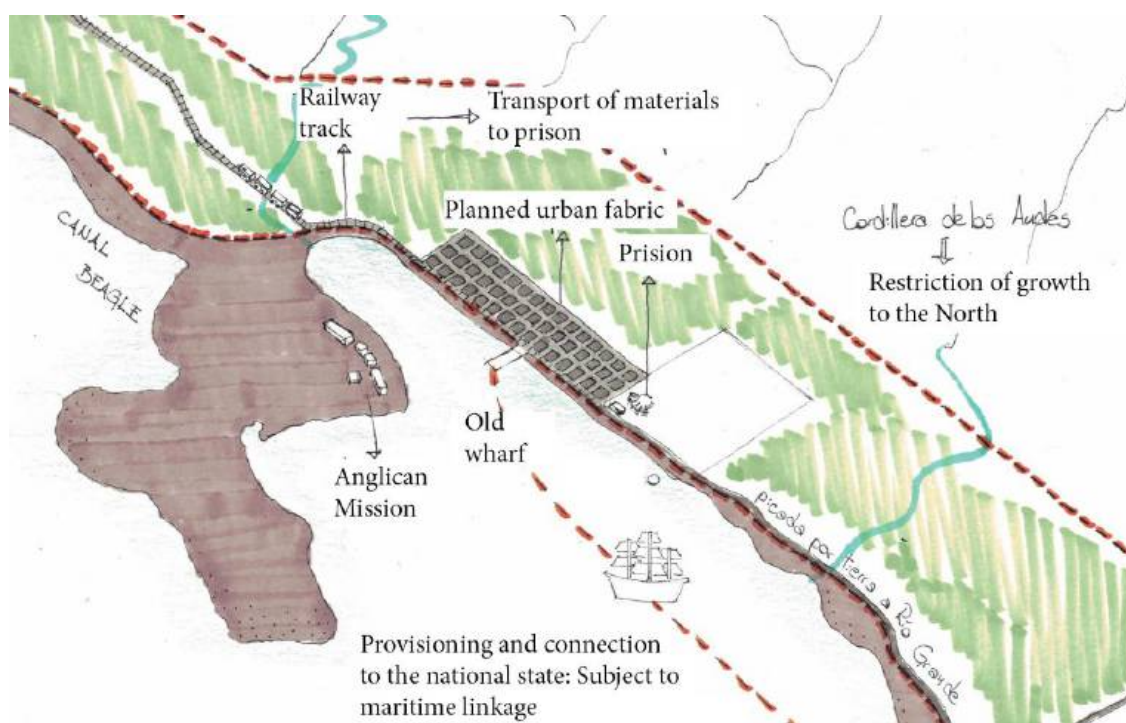 Railway
track
Transport of materials
to prison
CANAL
BEAGLE
Planned urban fabric
Prision
Cordillera de los Andes
Restriction of growth
to the North
Old
wharf
Anglican
Mission
picada por tierra a Río Grande
Provisioning and connection
to the national state: Subject to
maritime linkage